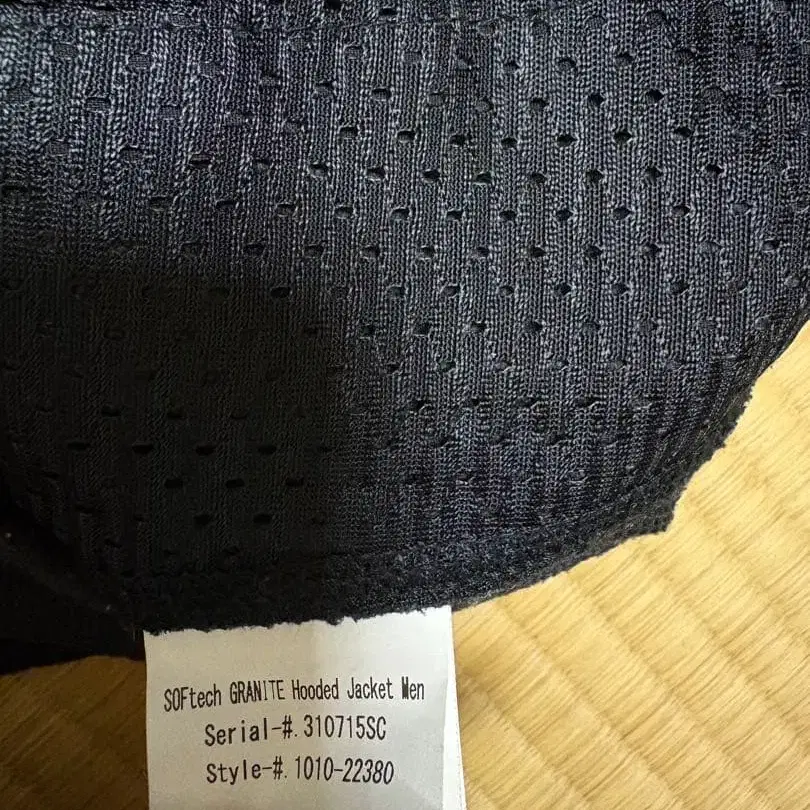 SOFtech GRANITE Hooded Jacket Men
Serial-#. 310715SC
Style-#. 1010-22380